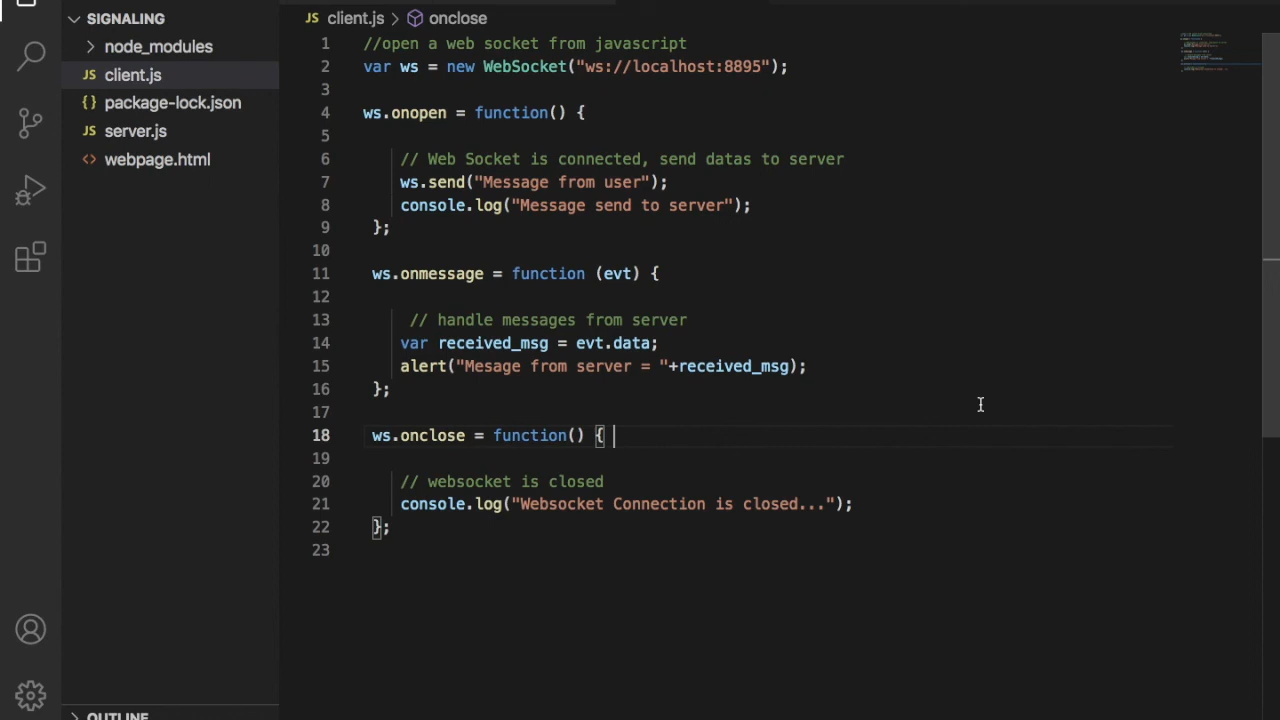 SIGNALING
node_modules
JS client.js
{} package-lock.json
JS server.js
<> webpage.html
OUTLINE
JS client.js > onclose
1 //open a web socket from javascript
2 var ws = new WebSocket("ws://localhost:8895");
3
4 ws.onopen = function() {
5
6 // Web Socket is connected, send datas to server
7 ws.send("Message from user");
8 console.log("Message send to server");
9 };
10
11 ws.onmessage = function (evt) {
12
13 // handle messages from server
14 var received_msg = evt.data;
15 alert("Mesage from server = "+received_msg);
16 };
17
18 ws.onclose = function() {
19
20 // websocket is closed
21 console.log("Websocket Connection is closed...");
22 };
23